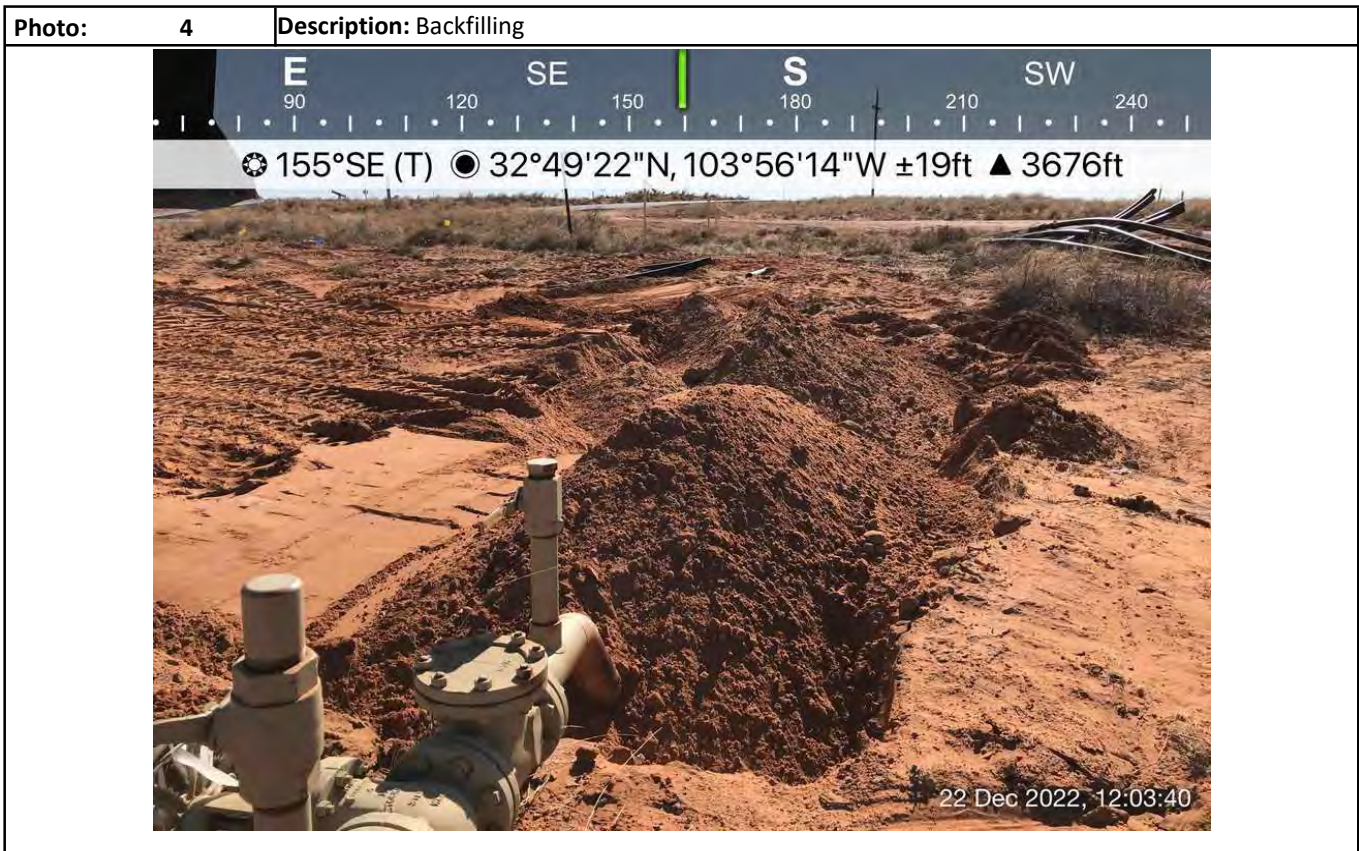 Photo: 4 Description: Backfilling
E SE S SW
90 120 150 180 210 240
155°SE (T) 32°49'22"N, 103°56'14"W ±19ft ▲ 3676ft
22 Dec 2022, 12:03:40